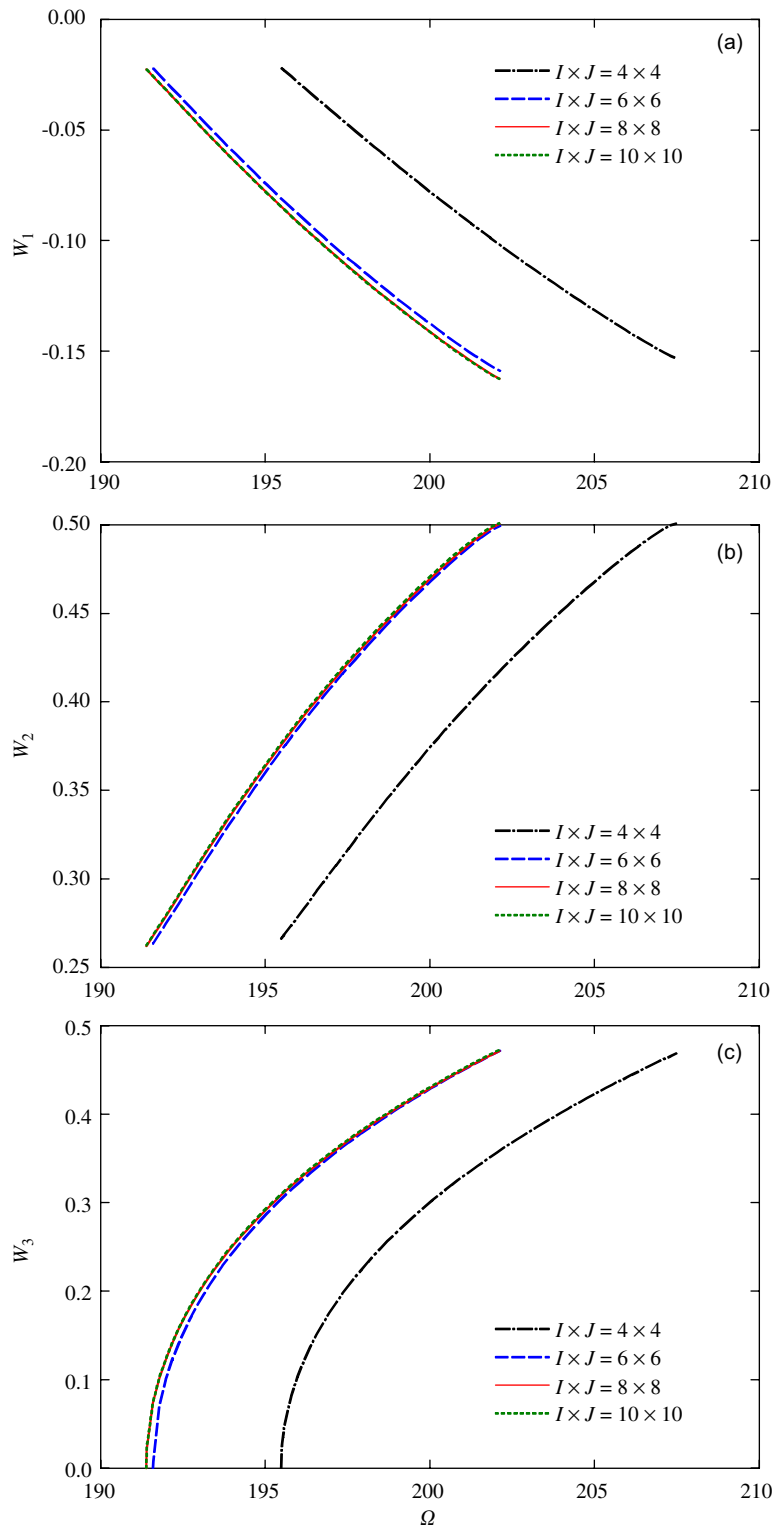 0.00
-0.05
-0.10
-0.15
-0.20
W₁
(a)
I × J = 4 × 4
I × J = 6 × 6
I × J = 8 × 8
I × J = 10 × 10
190 195 200 205 210
0.50
0.45
0.40
0.35
0.30
0.25
W₂
(b)
I × J = 4 × 4
I × J = 6 × 6
I × J = 8 × 8
I × J = 10 × 10
190 195 200 205 210
0.5
0.4
0.3
0.2
0.1
0.0
W₃
(c)
I × J = 4 × 4
I × J = 6 × 6
I × J = 8 × 8
I × J = 10 × 10
190 195 200 205 210
Ω